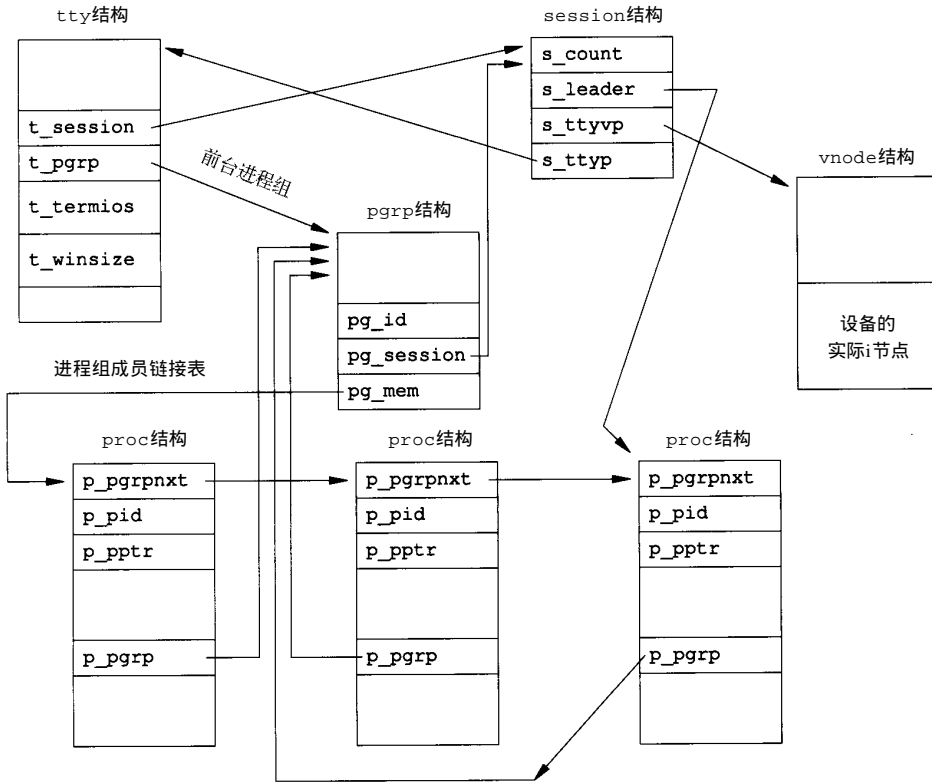 tty结构
t_session
t_pgrp
t_termios
t_winsize
session结构
s_count
s_leader
s_ttyvp
s_ttyp
vnode结构
设备的
实际i节点
前台进程组
pgrp结构
pg_id
pg_session
pg_mem
进程组成员链接表
proc结构
p_pgrpnxt
p_pid
p_pptr
p_pgrp
proc结构
p_pgrpnxt
p_pid
p_pptr
p_pgrp
proc结构
p_pgrpnxt
p_pid
p_pptr
p_pgrp